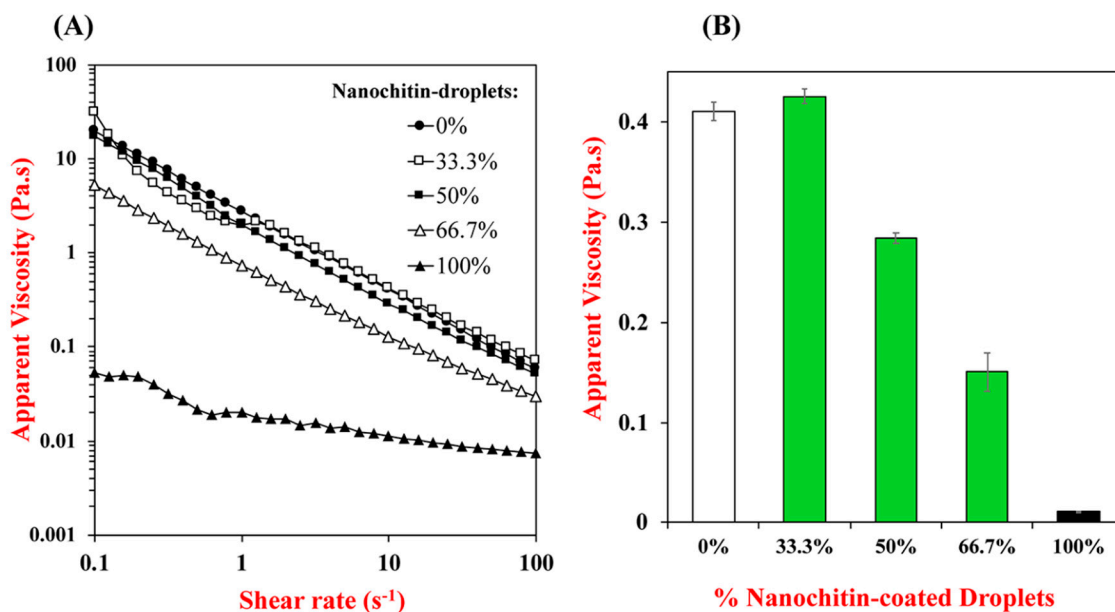 (A)
Apparent Viscosity (Pa.s)
100
10
1
0.1
0.01
0.001
Nanochitin-droplets:
0%
33.3%
50%
66.7%
100%
0.1 1 10 100
Shear rate (s⁻¹)
(B)
Apparent Viscosity (Pa.s)
0.4
0.3
0.2
0.1
0
0% 33.3% 50% 66.7% 100%
% Nanochitin-coated Droplets